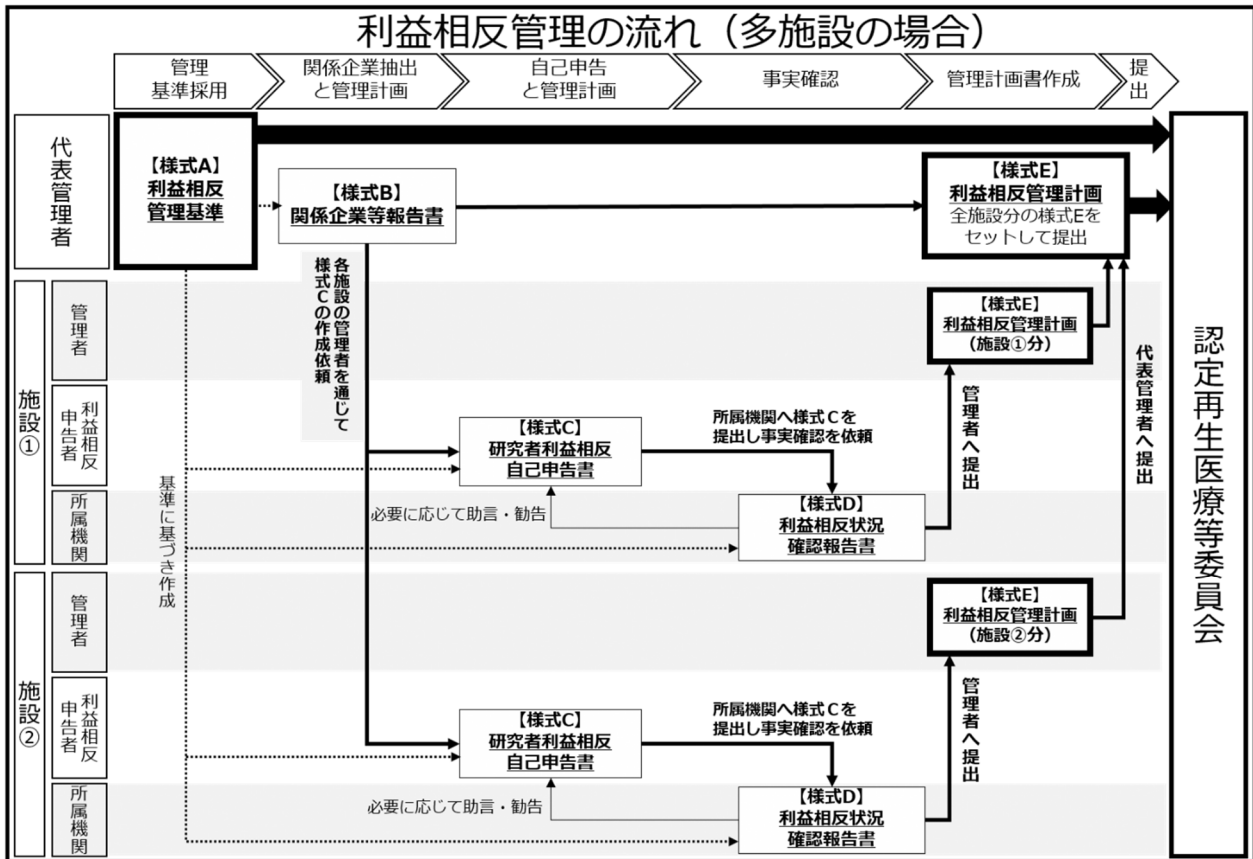 利益相反管理の流れ（多施設の場合）
管理
基準採用
関係企業抽出
と管理計画
自己申告
と管理計画
事実確認
管理計画書作成
提出
代表管理者
【様式A】
利益相反
管理基準
【様式B】
関係企業等報告書
【様式E】
利益相反管理計画
全施設分の様式Eを
セットして提出
各施設の管理者を通じて
様式Cの作成依頼
認定再生医療等委員会
施設①
管理者
【様式E】
利益相反管理計画
(施設①分)
代表管理者へ提出
利益相反
申告者
【様式C】
研究者利益相反
自己申告書
所属機関へ様式Cを
提出し事実確認を依頼
管理者へ提出
基準に基づき作成
所属機関
必要に応じて助言・勧告
【様式D】
利益相反状況
確認報告書
施設②
管理者
【様式E】
利益相反管理計画
(施設②分)
利益相反
申告者
【様式C】
研究者利益相反
自己申告書
所属機関へ様式Cを
提出し事実確認を依頼
管理者へ提出
所属機関
必要に応じて助言・勧告
【様式D】
利益相反状況
確認報告書